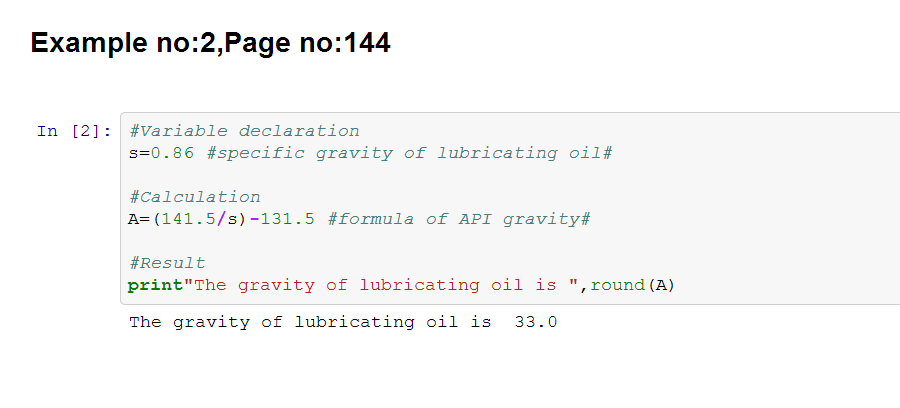 Example no:2,Page no:144
In [2]: #Variable declaration
s=0.86 #specific gravity of lubricating oil#
#Calculation
A=(141.5/s)-131.5 #formula of API gravity#
#Result
print"The gravity of lubricating oil is ",round(A)
The gravity of lubricating oil is  33.0